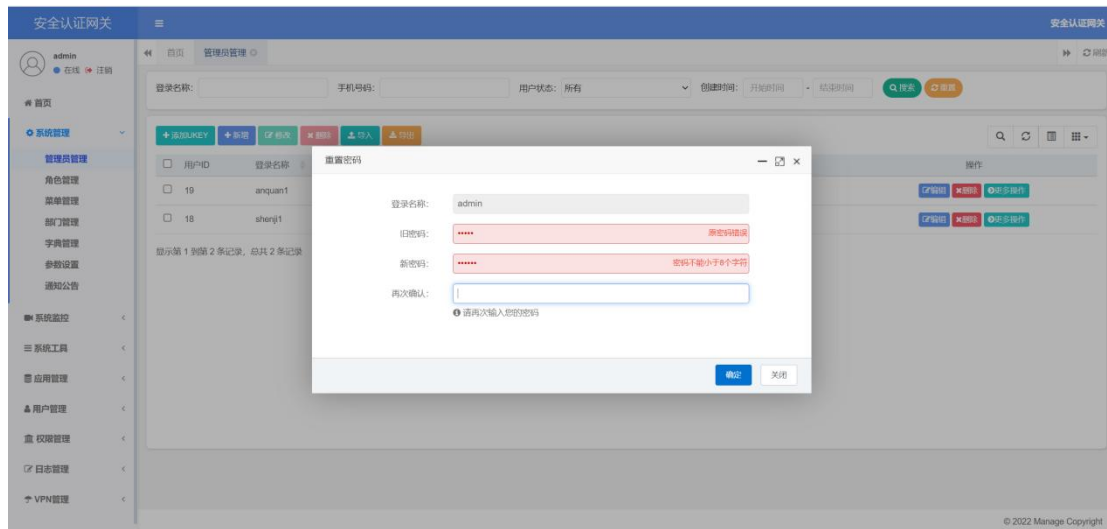 安全认证网关
安全认证网关
admin
在线 注销
首页 管理员管理
登录名称: 手机号码: 用户状态: 所有 创建时间: 开始时间 - 结束时间 搜索 重置
首页
系统管理
管理员管理
角色管理
菜单管理
部门管理
字典管理
参数设置
通知公告
系统监控
系统工具
应用管理
用户管理
权限管理
日志管理
VPN管理
添加UKEY 新增 修改 删除 导入 导出
用户ID 登录名称 操作
19 anquan1 编辑 删除 更多操作
18 shenji1 编辑 删除 更多操作
显示第 1 到第 2 条记录，总共 2 条记录
重置密码
登录名称: admin
旧密码: ••••• 原密码错误
新密码: •••••• 密码不能小于8个字符
再次确认:
请再次输入您的密码
确定 关闭
© 2022 Manage Copyright